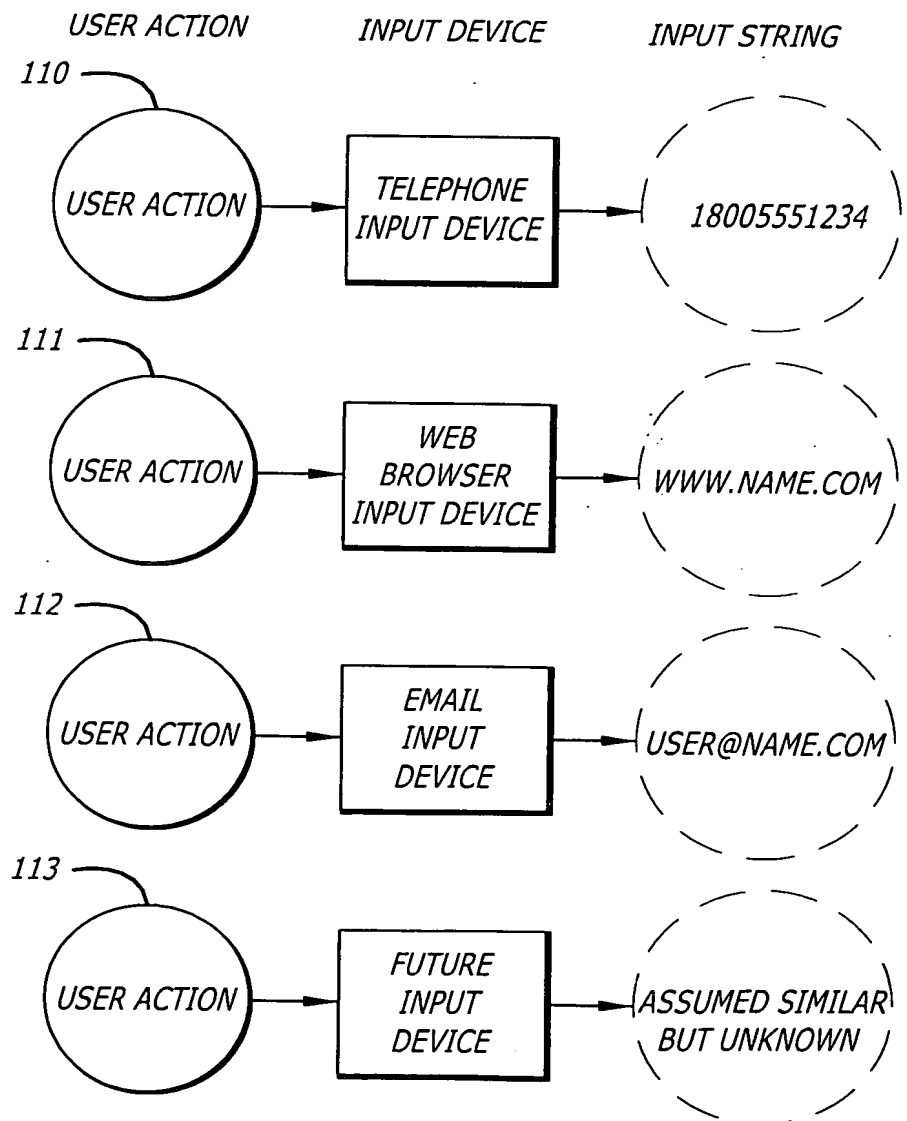 USER ACTION INPUT DEVICE INPUT STRING
110
USER ACTION
TELEPHONE
INPUT DEVICE
18005551234
111
USER ACTION
WEB
BROWSER
INPUT DEVICE
WWW.NAME.COM
112
USER ACTION
EMAIL
INPUT
DEVICE
USER@NAME.COM
113
USER ACTION
FUTURE
INPUT
DEVICE
ASSUMED SIMILAR
BUT UNKNOWN